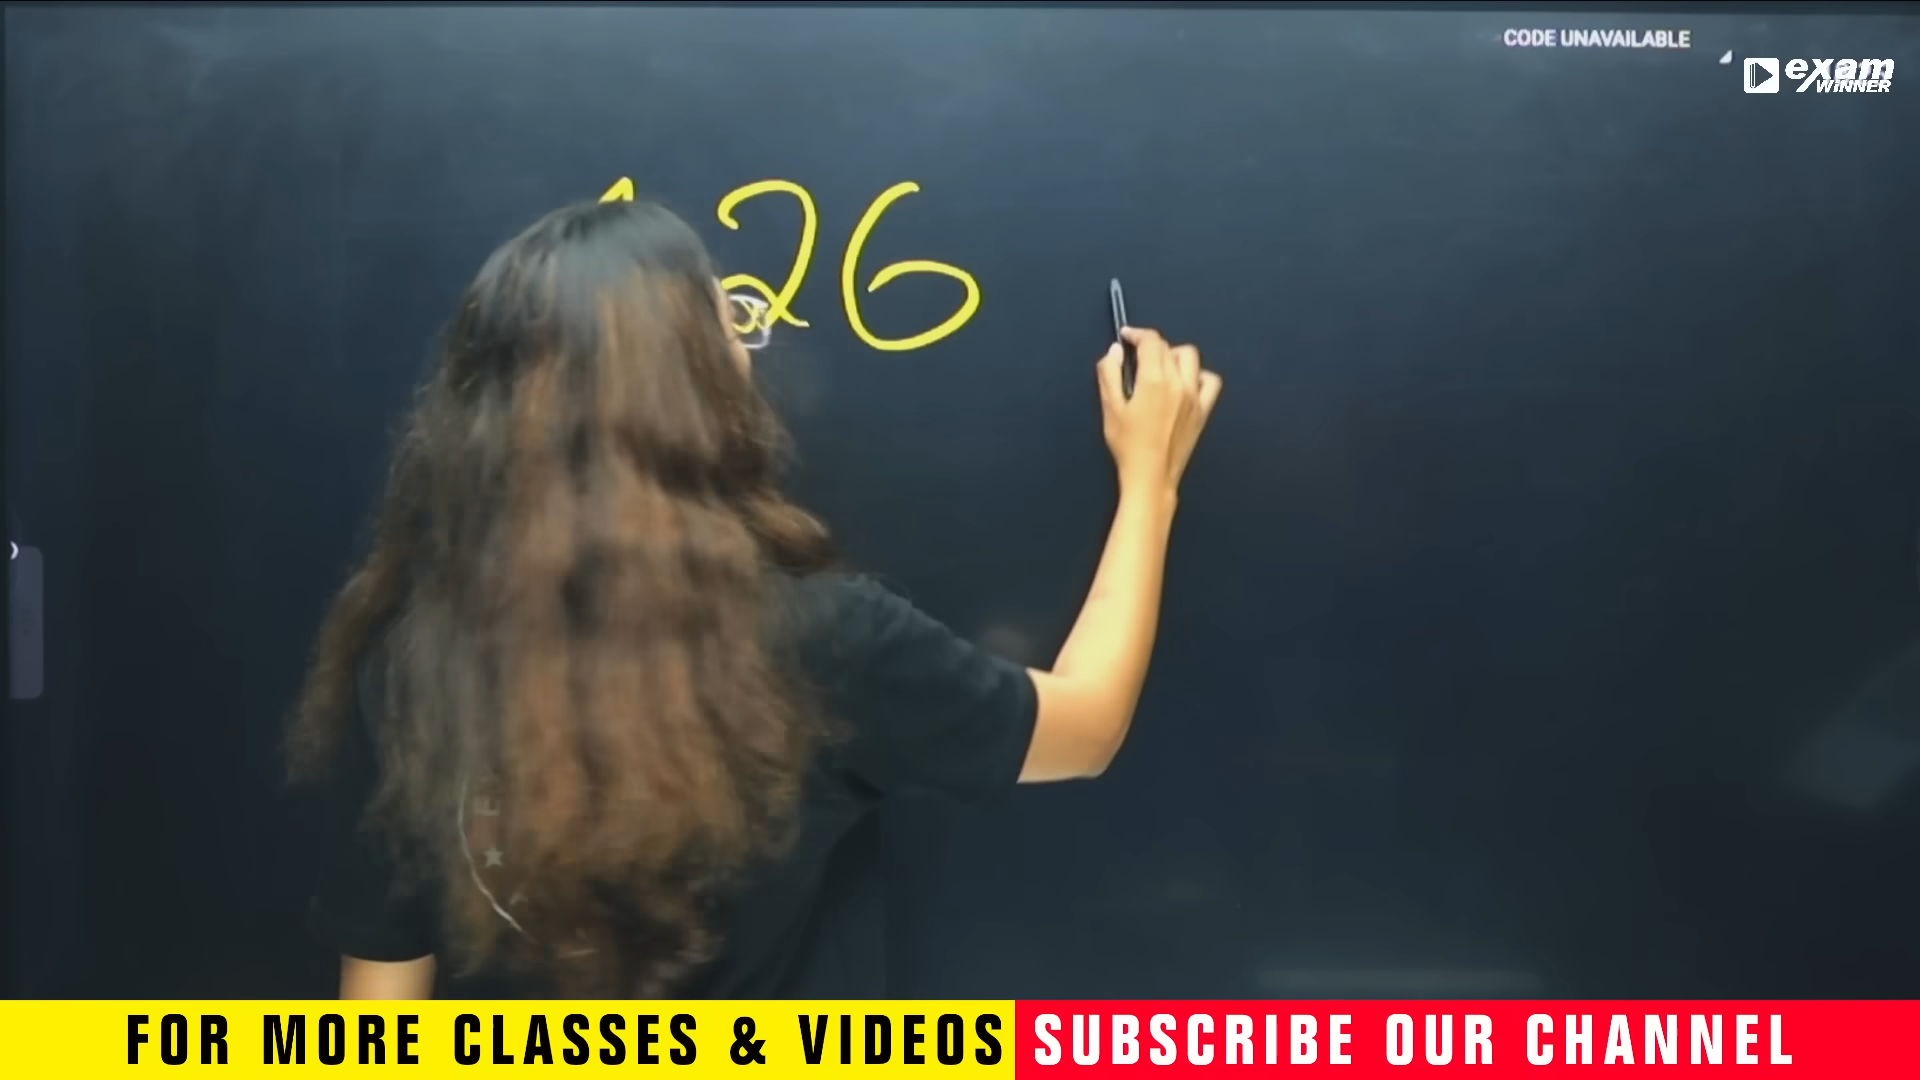 CODE UNAVAILABLE
exam
WINNER
26
FOR MORE CLASSES & VIDEOS SUBSCRIBE OUR CHANNEL